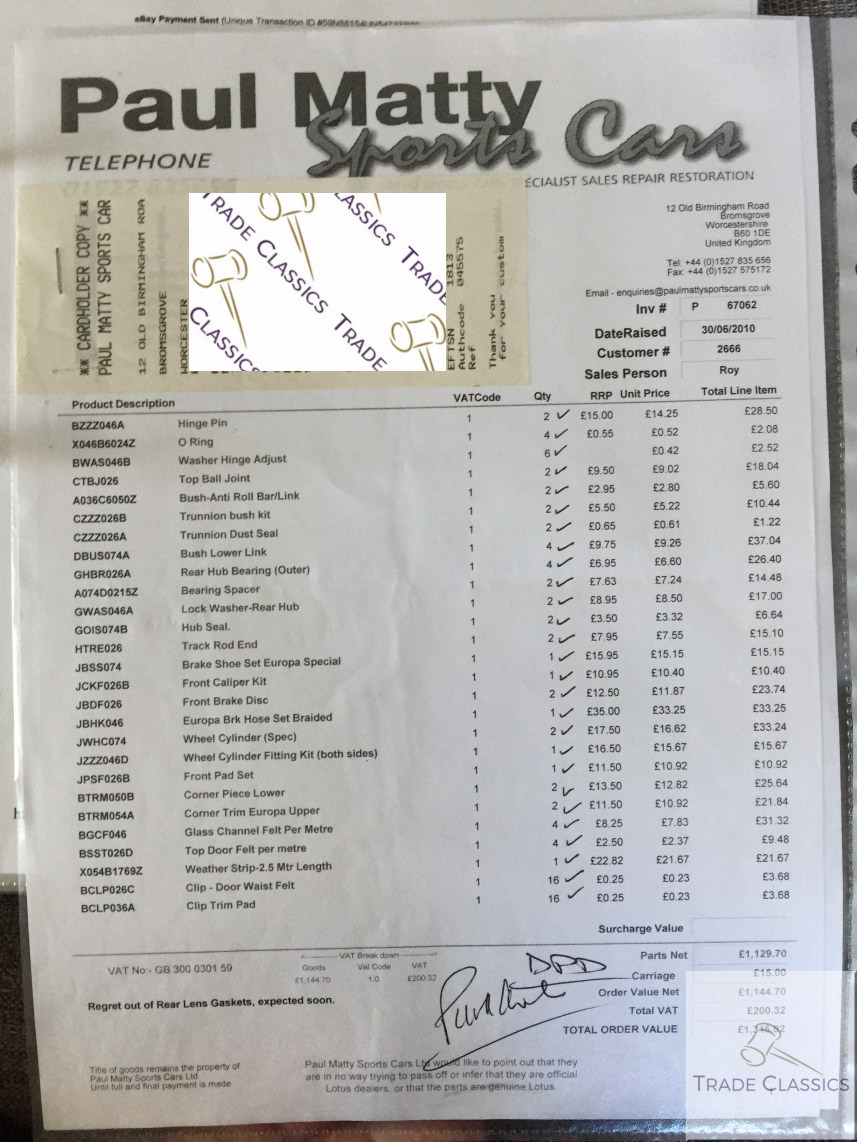 eBay Payment Sent (Unique Transaction ID
Paul Matty
Sports Cars
TELEPHONE
SPECIALIST SALES REPAIR RESTORATION
** CARDHOLDER COPY **
PAUL MATTY SPORTS CAR
12 OLD BIRMINGHAM ROA
BROMSGROVE
WORCESTER
EFTSN 1813
Authcode 045575
Ref
Thank you
for your custom
TRADE CLASSICS TRADE
CLASSICS TRADE
CLASSICS TRADE
12 Old Birmingham Road
Bromsgrove
Worcestershire
B60 1DE
United Kingdom
Tel: +44 (0)1527 835 656
Fax: +44 (0)1527 575172
Email - enquiries@paulmattysportscars.co.uk
Inv # P 67062
DateRaised 30/06/2010
Customer # 2666
Sales Person Roy
Product Description VATCode Qty RRP Unit Price Total Line Item
BZZZ046A Hinge Pin 1 2 ✓ £15.00 £14.25 £28.50
X046B6024Z O Ring 1 4 ✓ £0.55 £0.52 £2.08
BWAS046B Washer Hinge Adjust 1 6 ✓ £0.42 £2.52
CTBJ026 Top Ball Joint 1 2 ✓ £9.50 £9.02 £18.04
A036C6050Z Bush-Anti Roll Bar/Link 1 2 ✓ £2.95 £2.80 £5.60
CZZZ026B Trunnion bush kit 1 2 ✓ £5.50 £5.22 £10.44
CZZZ026A Trunnion Dust Seal 1 2 ✓ £0.65 £0.61 £1.22
DBUS074A Bush Lower Link 1 4 ✓ £9.75 £9.26 £37.04
GHBR026A Rear Hub Bearing (Outer) 1 4 ✓ £6.95 £6.60 £26.40
A074D0215Z Bearing Spacer 1 2 ✓ £7.63 £7.24 £14.48
GWAS046A Lock Washer-Rear Hub 1 2 ✓ £8.95 £8.50 £17.00
GOIS074B Hub Seal. 1 2 ✓ £3.50 £3.32 £6.64
HTRE026 Track Rod End 1 2 ✓ £7.95 £7.55 £15.10
JBSS074 Brake Shoe Set Europa Special 1 1 ✓ £15.95 £15.15 £15.15
JCKF026B Front Caliper Kit 1 1 ✓ £10.95 £10.40 £10.40
JBDF026 Front Brake Disc 1 2 ✓ £12.50 £11.87 £23.74
JBHK046 Europa Brk Hose Set Braided 1 1 ✓ £35.00 £33.25 £33.25
JWHC074 Wheel Cylinder (Spec) 1 2 ✓ £17.50 £16.62 £33.24
JZZZ046D Wheel Cylinder Fitting Kit (both sides) 1 1 ✓ £16.50 £15.67 £15.67
JPSF026B Front Pad Set 1 1 ✓ £11.50 £10.92 £10.92
BTRM050B Corner Piece Lower 1 2 ✓ £13.50 £12.82 £25.64
BTRM054A Corner Trim Europa Upper 1 2 ✓ £11.50 £10.92 £21.84
BGCF046 Glass Channel Felt Per Metre 1 4 ✓ £8.25 £7.83 £31.32
BSST026D Top Door Felt per metre 1 4 ✓ £2.50 £2.37 £9.48
X054B1769Z Weather Strip-2.5 Mtr Length 1 1 ✓ £22.82 £21.67 £21.67
BCLP026C Clip - Door Waist Felt 1 16 ✓ £0.25 £0.23 £3.68
BCLP036A Clip Trim Pad 1 16 ✓ £0.25 £0.23 £3.68
Surcharge Value
VAT No:- GB 300 0301 59
VAT Break down
Goods Vat Code VAT
£1,144.70 1.0 £200.32
DPD
Parts Net £1,129.70
Carriage £15.00
Order Value Net £1,144.70
Total VAT £200.32
TOTAL ORDER VALUE
Regret out of Rear Lens Gaskets, expected soon.
Title of goods remains the property of
Paul Matty Sports Cars Ltd
Until full and final payment is made
Paul Matty Sports Cars Ltd would like to point out that they
are in no way trying to pass off or infer that they are official
Lotus dealers, or that the parts are genuine Lotus.
TRADE CLASSICS